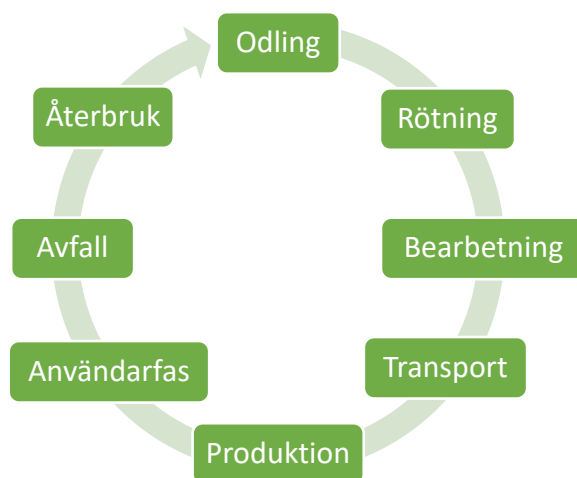 Odling
Rötning
Bearbetning
Transport
Produktion
Användarfas
Avfall
Återbruk